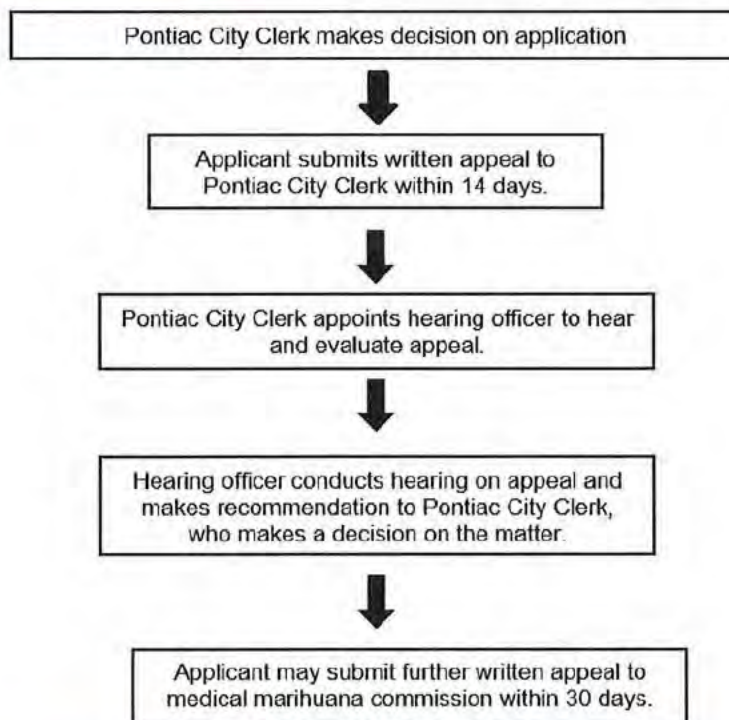 Pontiac City Clerk makes decision on application
Applicant submits written appeal to
Pontiac City Clerk within 14 days.
Pontiac City Clerk appoints hearing officer to hear
and evaluate appeal.
Hearing officer conducts hearing on appeal and
makes recommendation to Pontiac City Clerk,
who makes a decision on the matter.
Applicant may submit further written appeal to
medical marihuana commission within 30 days.